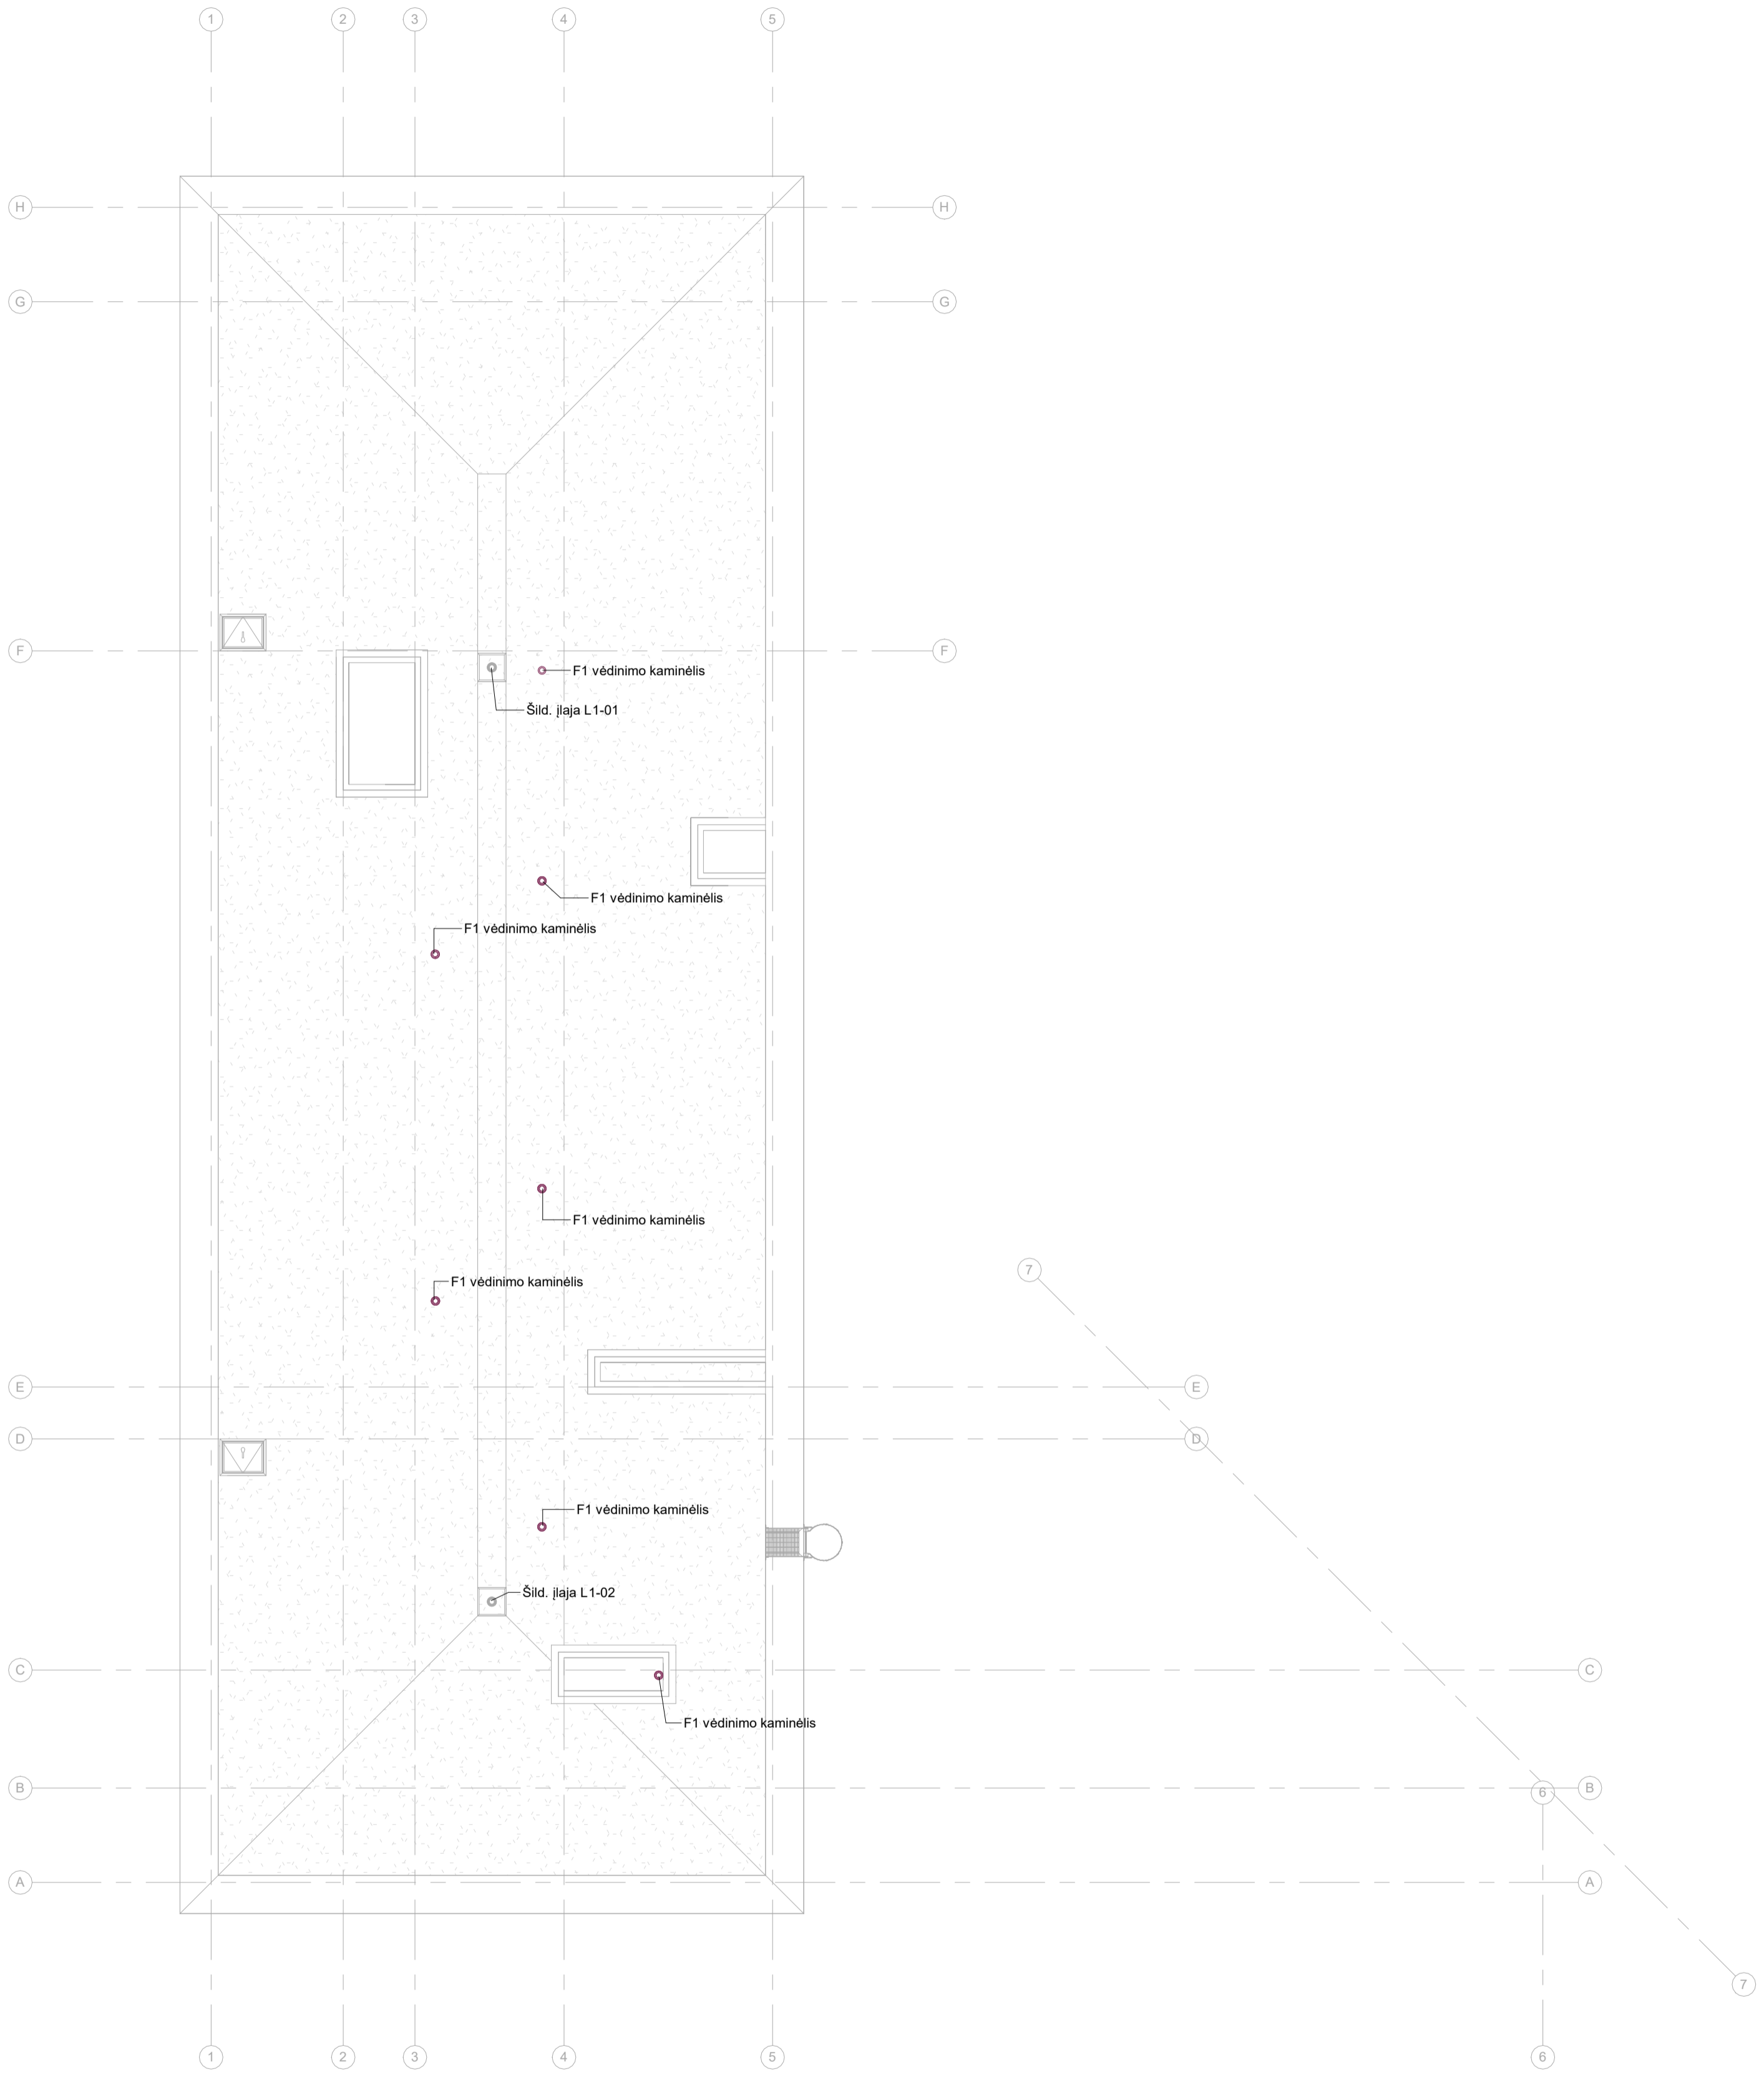 1 2 3 4 5
H H
G G
F F
F1 vėdinimo kaminėlis
Šild. įlaja L1-01
F1 vėdinimo kaminėlis
F1 vėdinimo kaminėlis
F1 vėdinimo kaminėlis
7
F1 vėdinimo kaminėlis
E E
D D
F1 vėdinimo kaminėlis
Šild. įlaja L1-02
C C
F1 vėdinimo kaminėlis
B B
6
A A
7
1 2 3 4 5 6